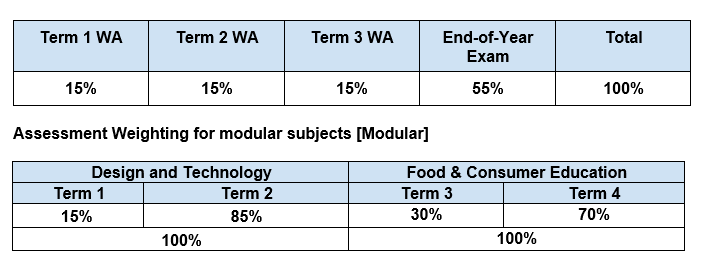 Term 1 WA Term 2 WA Term 3 WA End-of-Year Exam Total
15% 15% 15% 55% 100%
Assessment Weighting for modular subjects [Modular]
Design and Technology Food & Consumer Education
Term 1 Term 2 Term 3 Term 4
15% 85% 30% 70%
100% 100%